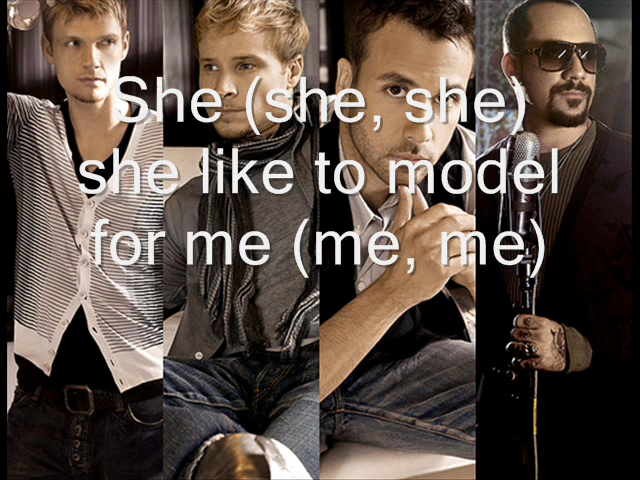 She (she, she)
she like to model
for me (me, me)